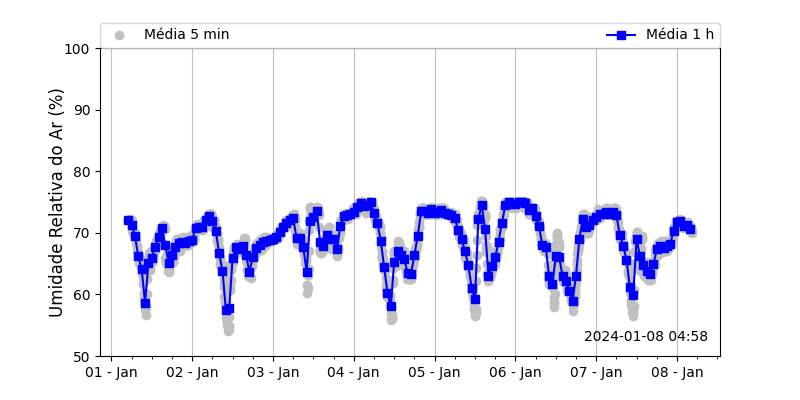 Média 5 min Média 1 h
Umidade Relativa do Ar (%)
100
90
80
70
60
50
2024-01-08 04:58
01 - Jan 02 - Jan 03 - Jan 04 - Jan 05 - Jan 06 - Jan 07 - Jan 08 - Jan